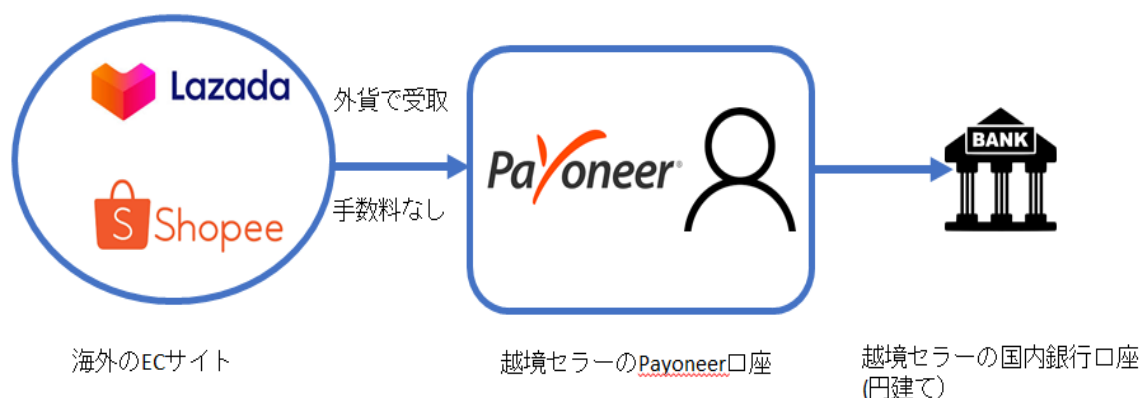 Lazada
外貨で受取
BANK
Payoneer
S
Shopee
手数料なし
海外のECサイト
越境セラーのPayoneer口座
越境セラーの国内銀行口座
(円建て）